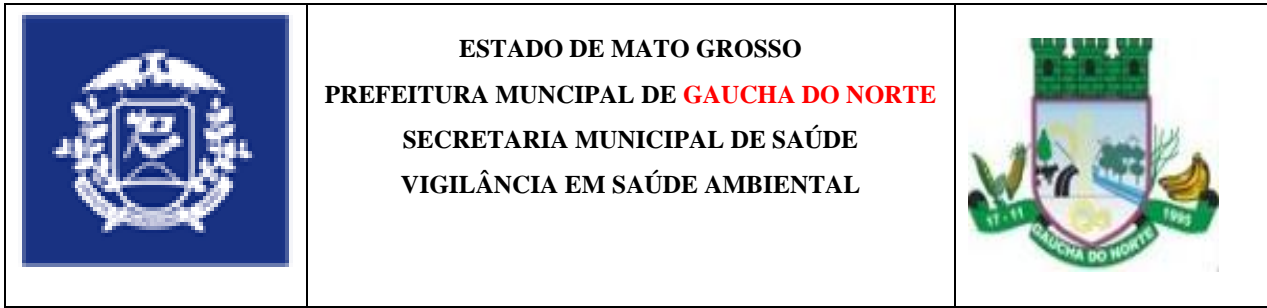 ESTADO DE MATO GROSSO
PREFEITURA MUNCIPAL DE GAUCHA DO NORTE
SECRETARIA MUNICIPAL DE SAÚDE
VIGILÂNCIA EM SAÚDE AMBIENTAL
17 - 11
1995
GAUCHA DO NORTE